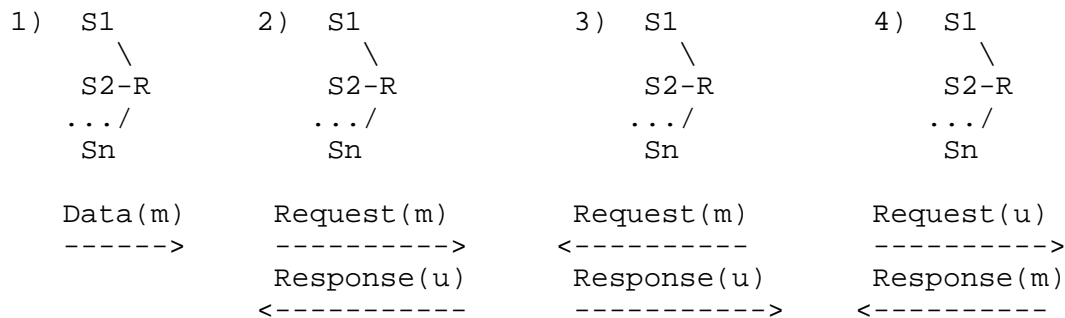 1) S1 2) S1 3) S1 4) S1
\ \ \ \
S2-R S2-R S2-R S2-R
.../ .../ .../ .../
Sn Sn Sn Sn
Data(m) Request(m) Request(m) Request(u)
------> ----------> <---------- ---------->
Response(u) Response(u) Response(m)
<----------- -----------> <----------